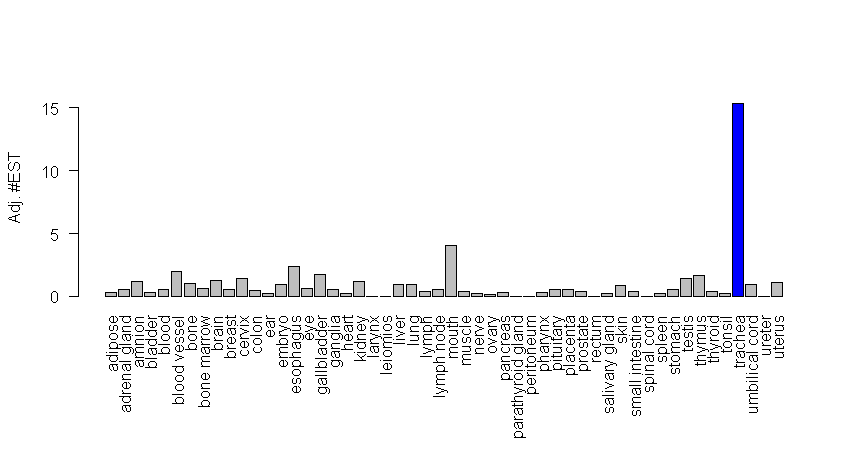 Adj. #EST
15
10
5
0
adipose
adrenal gland
amnion
bladder
blood
blood vessel
bone
bone marrow
brain
breast
cervix
colon
ear
embryo
esophagus
eye
gallbladder
ganglia
heart
kidney
larynx
leiomios
liver
lung
lymph
lymph node
mouth
muscle
nerve
ovary
pancreas
parathyroid gland
peritoneum
pharynx
pituitary
placenta
prostate
rectum
salivary gland
skin
small intestine
spinal cord
spleen
stomach
testis
thymus
thyroid
tonsil
trachea
umbilical cord
ureter
uterus